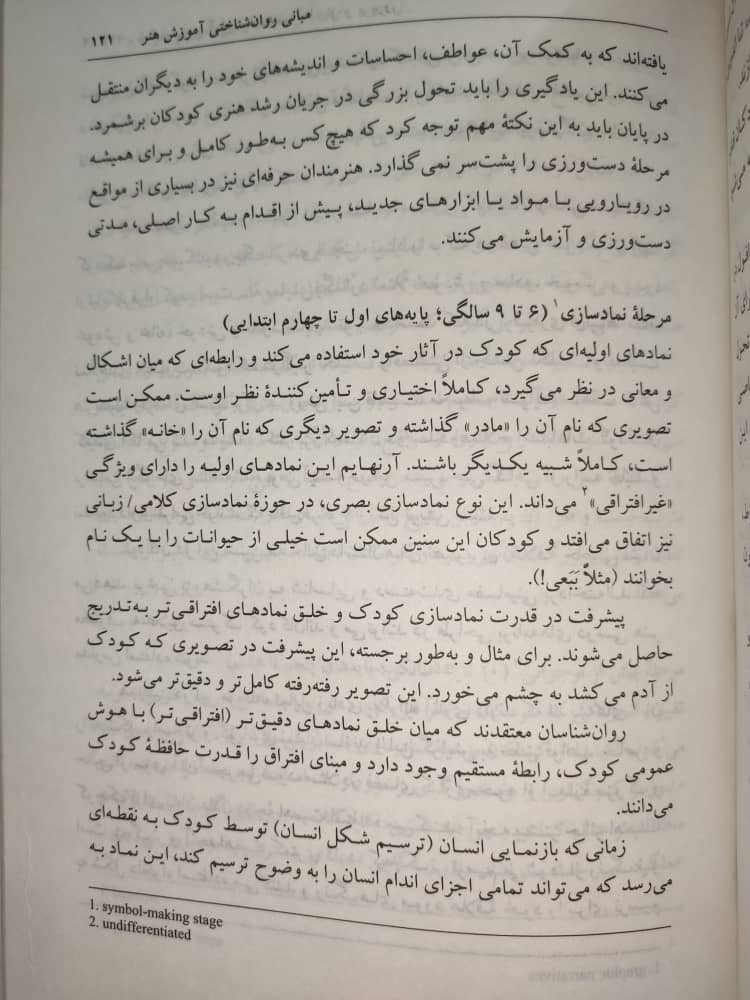 مبانی روان‌شناختی آموزش هنر ۱۲۱
یافته‌اند که به کمک آن، عواطف، احساسات و اندیشه‌های خود را به دیگران منتقل
می‌کنند. این یادگیری را باید تحول بزرگی در جریان رشد هنری کودکان برشمرد.
در پایان باید به این نکتهٔ مهم توجه کرد که هیچ‌کس به‌طور کامل و برای همیشه
مرحلهٔ دست‌ورزی را پشت‌سر نمی‌گذارد. هنرمندان حرفه‌ای نیز در بسیاری از مواقع
در رویارویی با مواد یا ابزارهای جدید، پیش از اقدام به کار اصلی، مدتی
دست‌ورزی و آزمایش می‌کنند.
مرحلهٔ نمادسازی۱ (۶ تا ۹ سالگی؛ پایه‌های اول تا چهارم ابتدایی)
نمادهای اولیه‌ای که کودک در آثار خود استفاده می‌کند و رابطه‌ای که میان اشکال
و معانی در نظر می‌گیرد، کاملاً اختیاری و تأمین‌کنندهٔ نظر اوست. ممکن است
تصویری که نام آن را «مادر» گذاشته و تصویر دیگری که نام آن را «خانه» گذاشته
است، کاملاً شبیه یکدیگر باشند. آرنهایم این نمادهای اولیه را دارای ویژگی
«غیرافتراقی»۲ می‌داند. این نوع نمادسازی بصری، در حوزهٔ نمادسازی کلامی/ زبانی
نیز اتفاق می‌افتد و کودکان این سنین ممکن است خیلی از حیوانات را با یک نام
بخوانند (مثلاً بَبَعی!).
پیشرفت در قدرت نمادسازی کودک و خلق نمادهای افتراقی‌تر به‌تدریج
حاصل می‌شوند. برای مثال و به‌طور برجسته، این پیشرفت در تصویری که کودک
از آدم می‌کشد به چشم می‌خورد. این تصویر رفته‌رفته کامل‌تر و دقیق‌تر می‌شود.
روان‌شناسان معتقدند که میان خلق نمادهای دقیق‌تر (افتراقی‌تر) با هوش
عمومی کودک، رابطهٔ مستقیم وجود دارد و مبنای افتراق را قدرت حافظهٔ کودک
می‌دانند.
زمانی‌که بازنمایی انسان (ترسیم شکل انسان) توسط کودک به نقطه‌ای
می‌رسد که می‌تواند تمامی اجزای اندام انسان را به وضوح ترسیم کند، این نماد به
1. symbol-making stage
2. undifferentiated